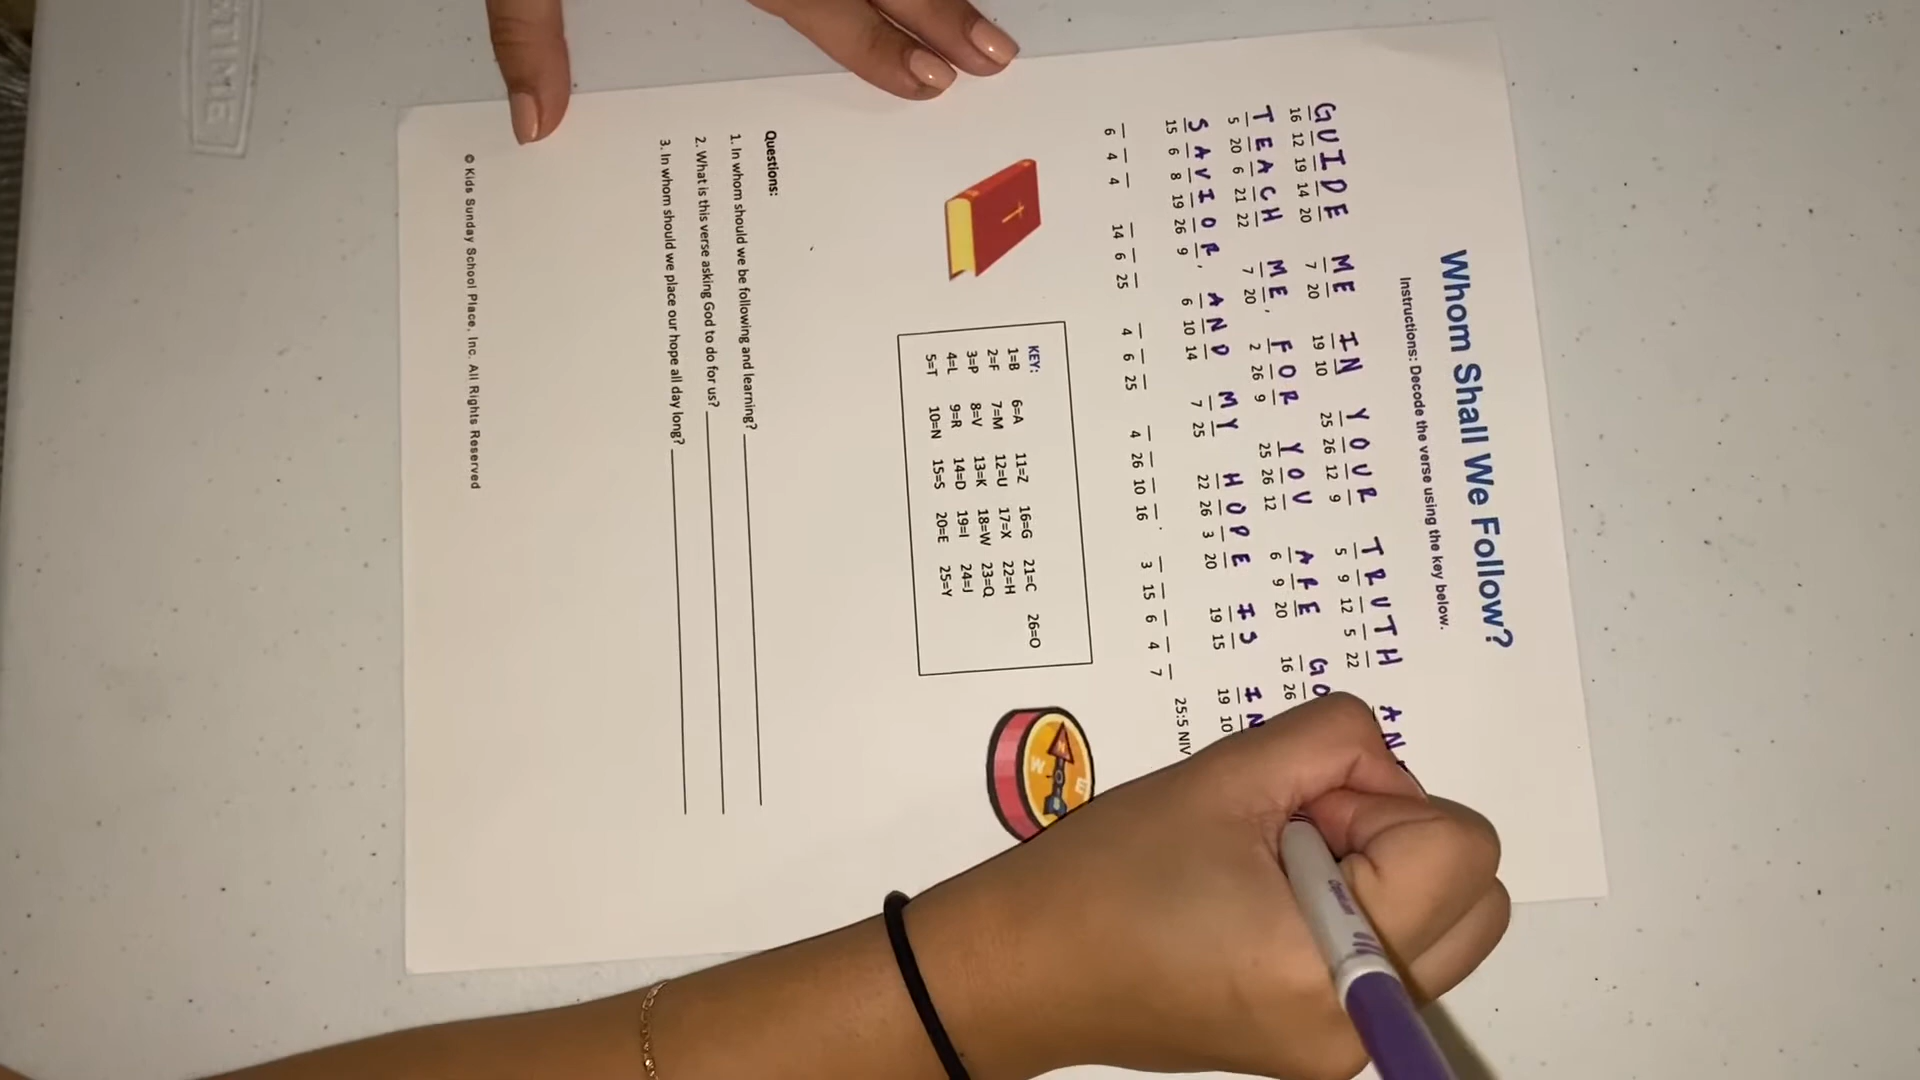 Whom Shall We Follow?
Instructions: Decode the verse using the key below.
GUIDE ME IN YOUR TRUTH AN
16 12 19 14 20 7 20 19 10 25 26 12 9 5 9 12 5 22
TEACH ME, FOR YOU ARE GO
5 20 6 21 22 7 20 2 26 9 25 26 12 6 9 20 16 26
SAVIOR, AND MY HOPE IS IN
15 6 8 19 26 9 6 10 14 7 25 22 26 3 20 19 15 19 10
6 4 4 14 6 25 4 6 25 4 26 10 16 . 3 15 6 4 7 25:5 NIV
KEY:
1=B 6=A 11=Z 16=G 21=C 26=O
2=F 7=M 12=U 17=X 22=H
3=P 8=V 13=K 18=W 23=Q
4=L 9=R 14=D 19=I 24=J
5=T 10=N 15=S 20=E 25=Y
N
E
W
Questions:
1. In whom should we be following and learning?
2. What is this verse asking God to do for us?
3. In whom should we place our hope all day long?
© Kids Sunday School Place, Inc. All Rights Reserved